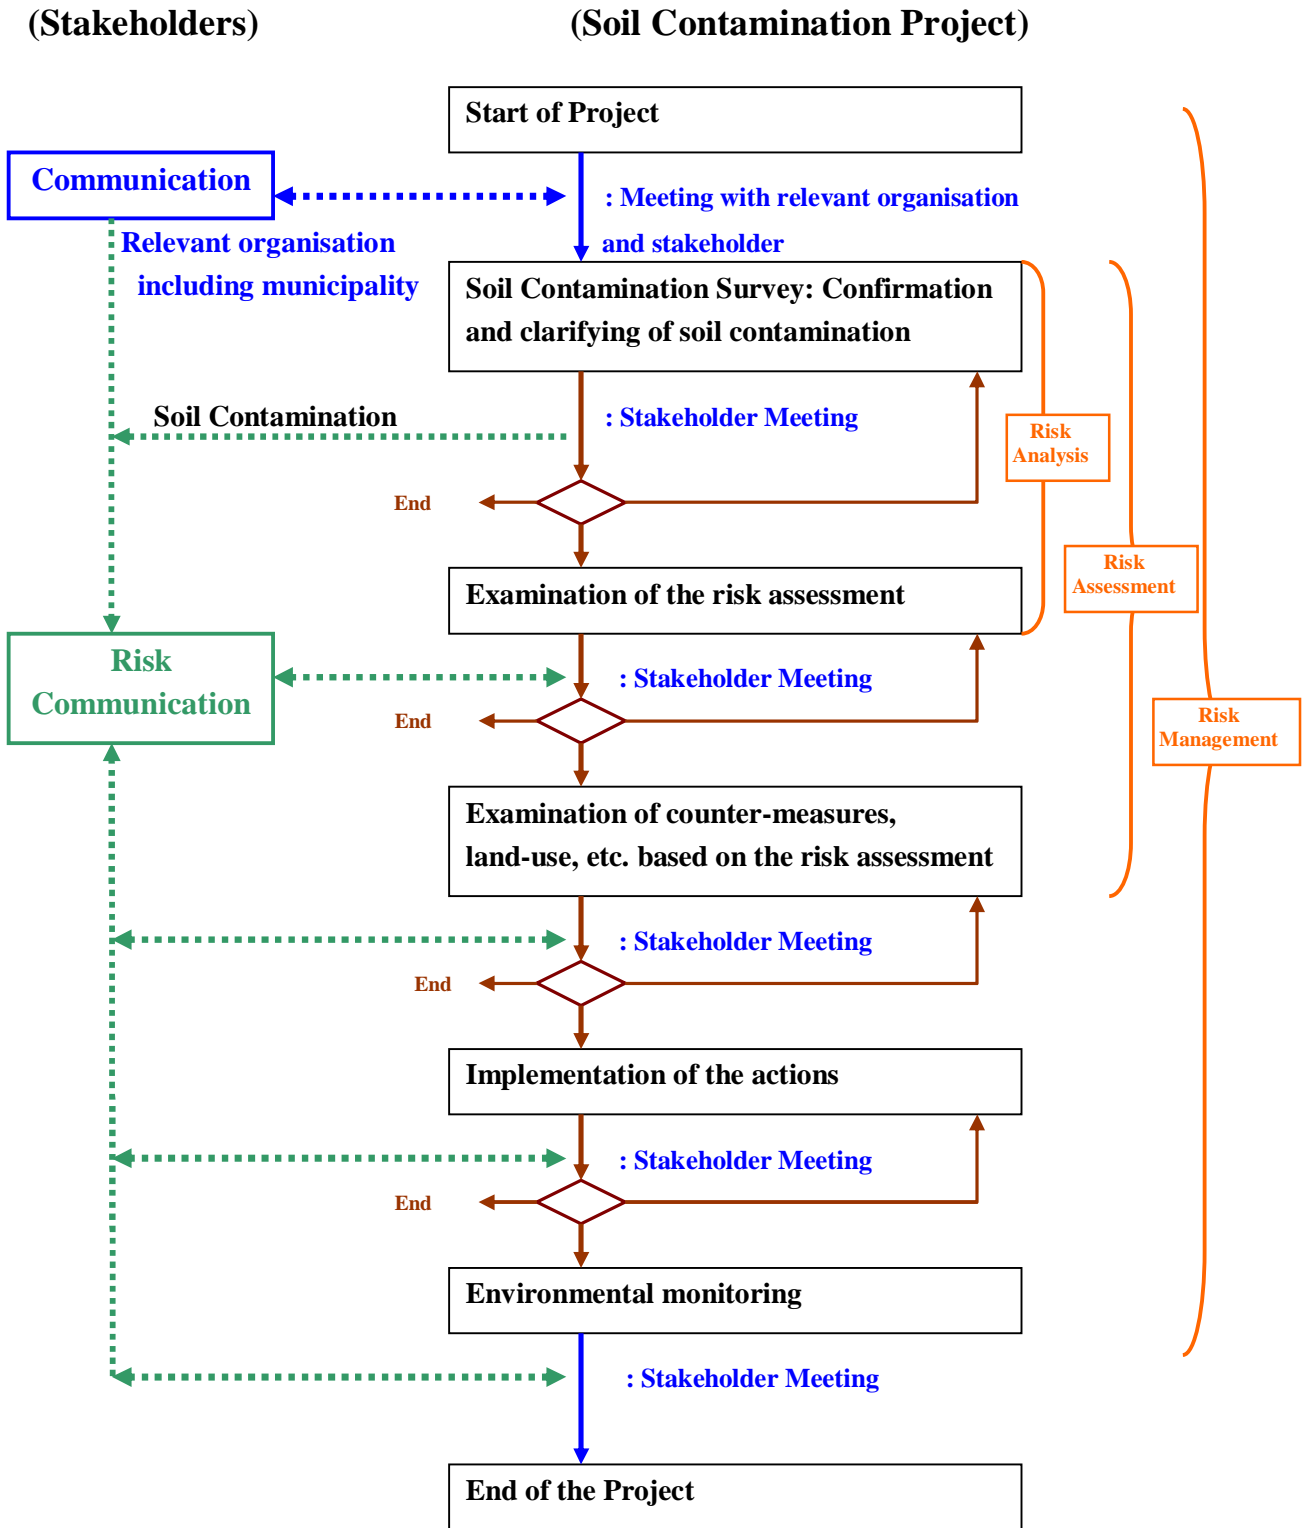 (Stakeholders)
(Soil Contamination Project)
Start of Project
Communication
: Meeting with relevant organisation
and stakeholder
Relevant organisation
including municipality
Soil Contamination Survey: Confirmation
and clarifying of soil contamination
Soil Contamination
: Stakeholder Meeting
Risk
Analysis
End
Risk
Assessment
Examination of the risk assessment
Risk
Communication
: Stakeholder Meeting
End
Risk
Management
Examination of counter-measures,
land-use, etc. based on the risk assessment
: Stakeholder Meeting
End
Implementation of the actions
: Stakeholder Meeting
End
Environmental monitoring
: Stakeholder Meeting
End of the Project